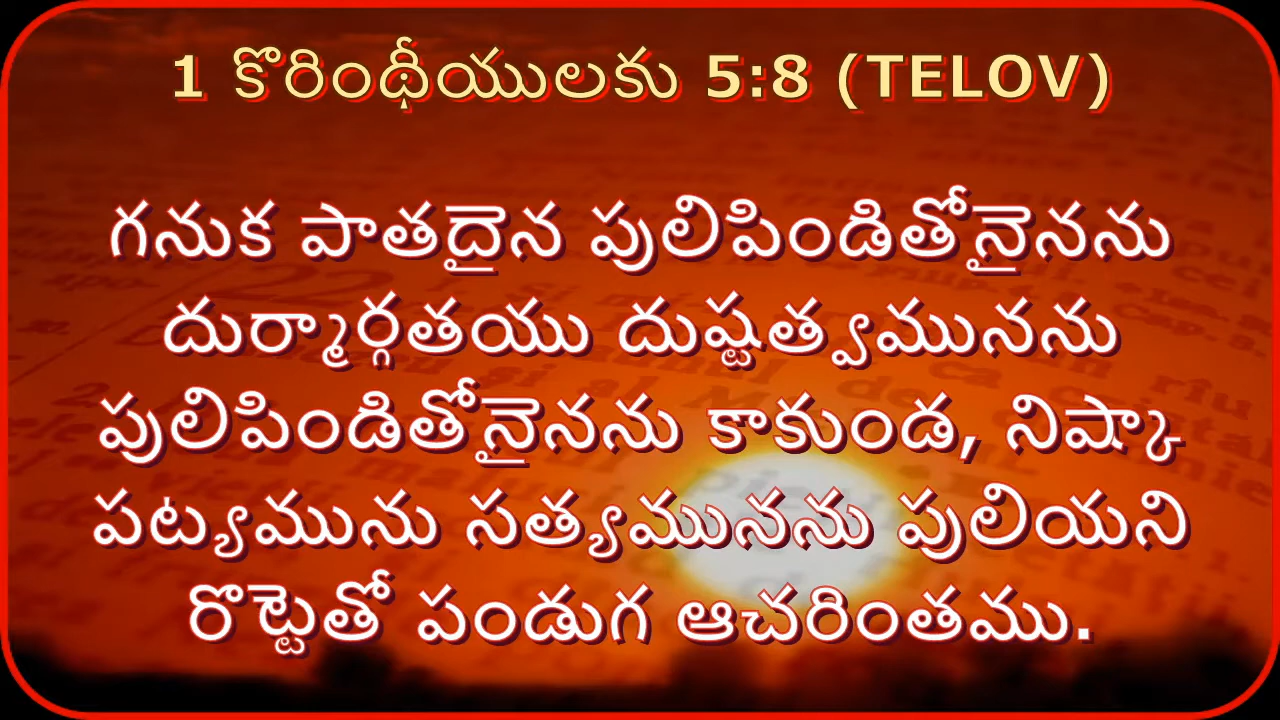 1 కొరింథీయులకు 5:8 (TELOV)
గనుక పాతదైన పులిపిండితోనైనను
దుర్మార్గతయు దుష్టత్వమునను
పులిపిండితోనైనను కాకుండ, నిష్కా
పట్యమును సత్యమునను పులియని
రొట్టెతో పండుగ ఆచరింతము.